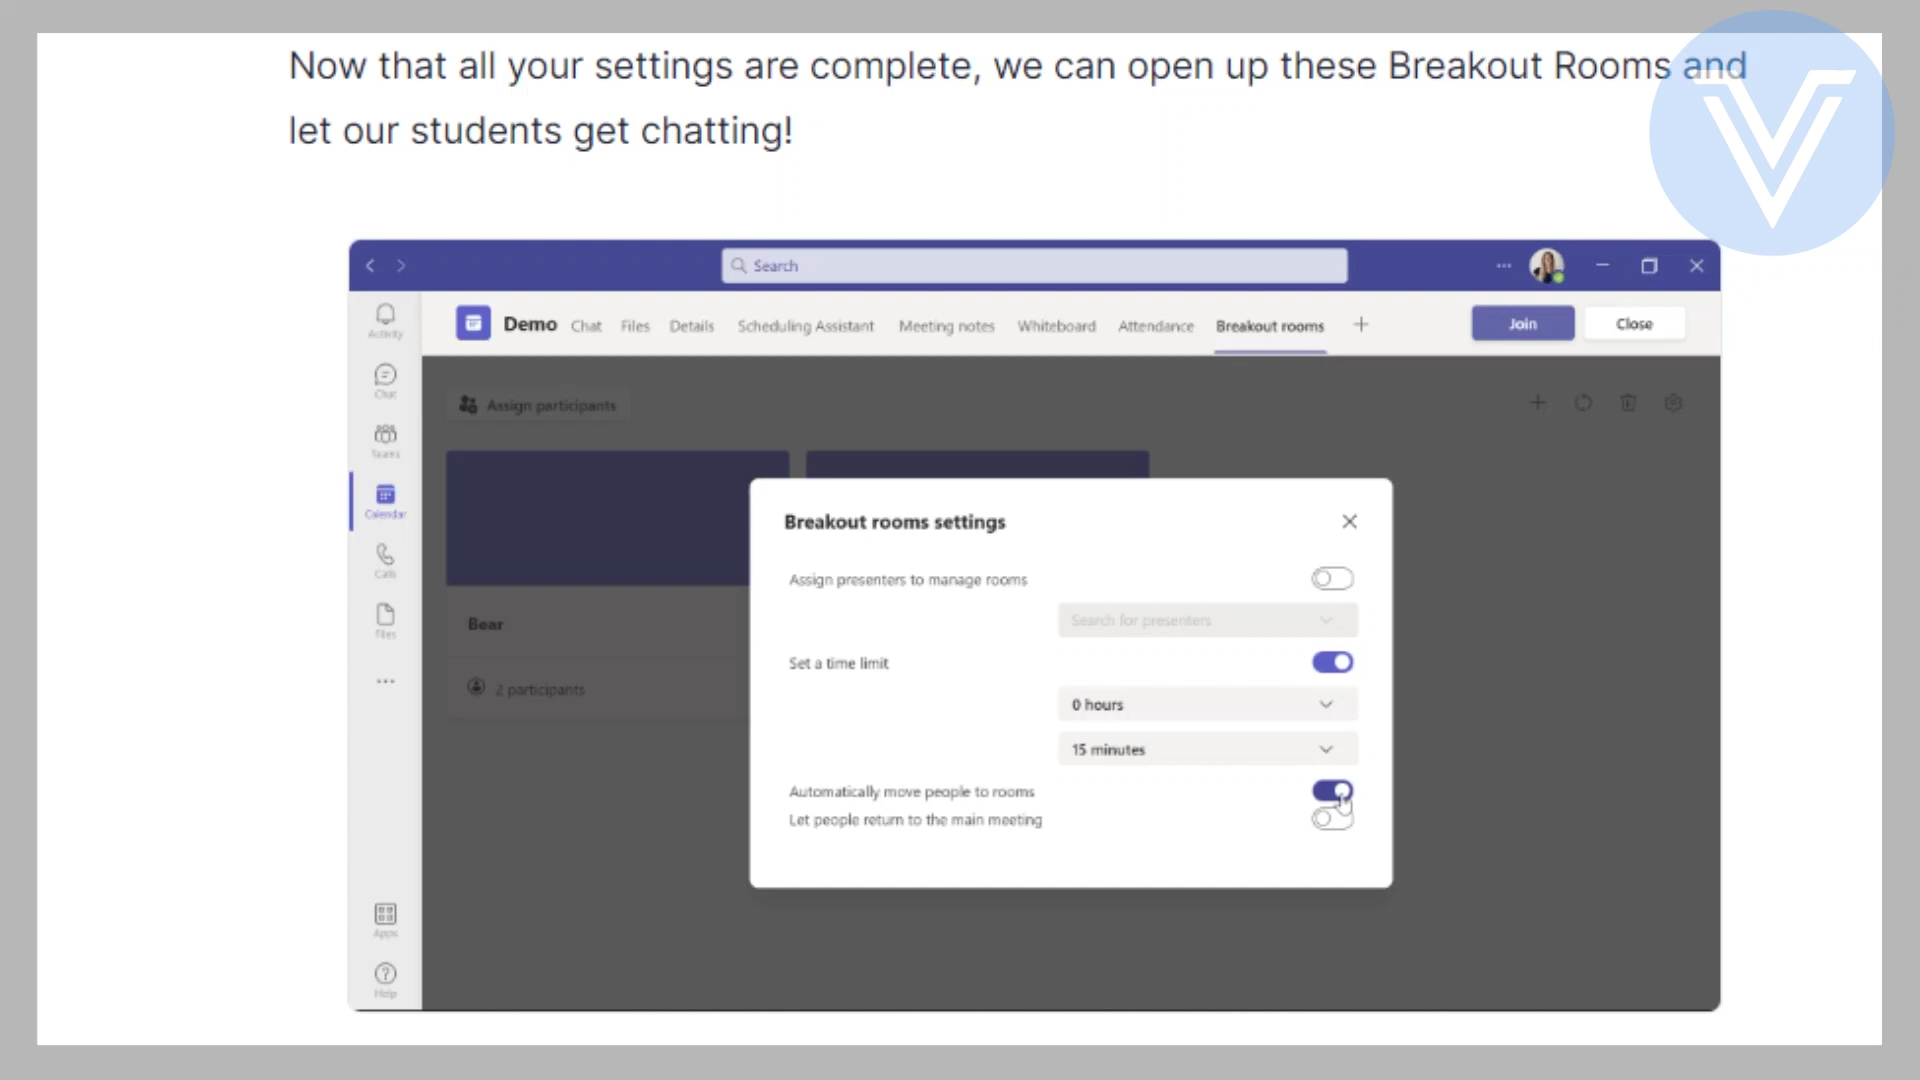 Now that all your settings are complete, we can open up these Breakout Rooms and
let our students get chatting!
Search
Activity
Chat
Teams
Calendar
Calls
Files
Apps
Help
Demo Chat Files Details Scheduling Assistant Meeting notes Whiteboard Attendance Breakout rooms
Join Close
Assign participants
Bear
2 participants
Breakout rooms settings
Assign presenters to manage rooms
Search for presenters
Set a time limit
0 hours
15 minutes
Automatically move people to rooms
Let people return to the main meeting